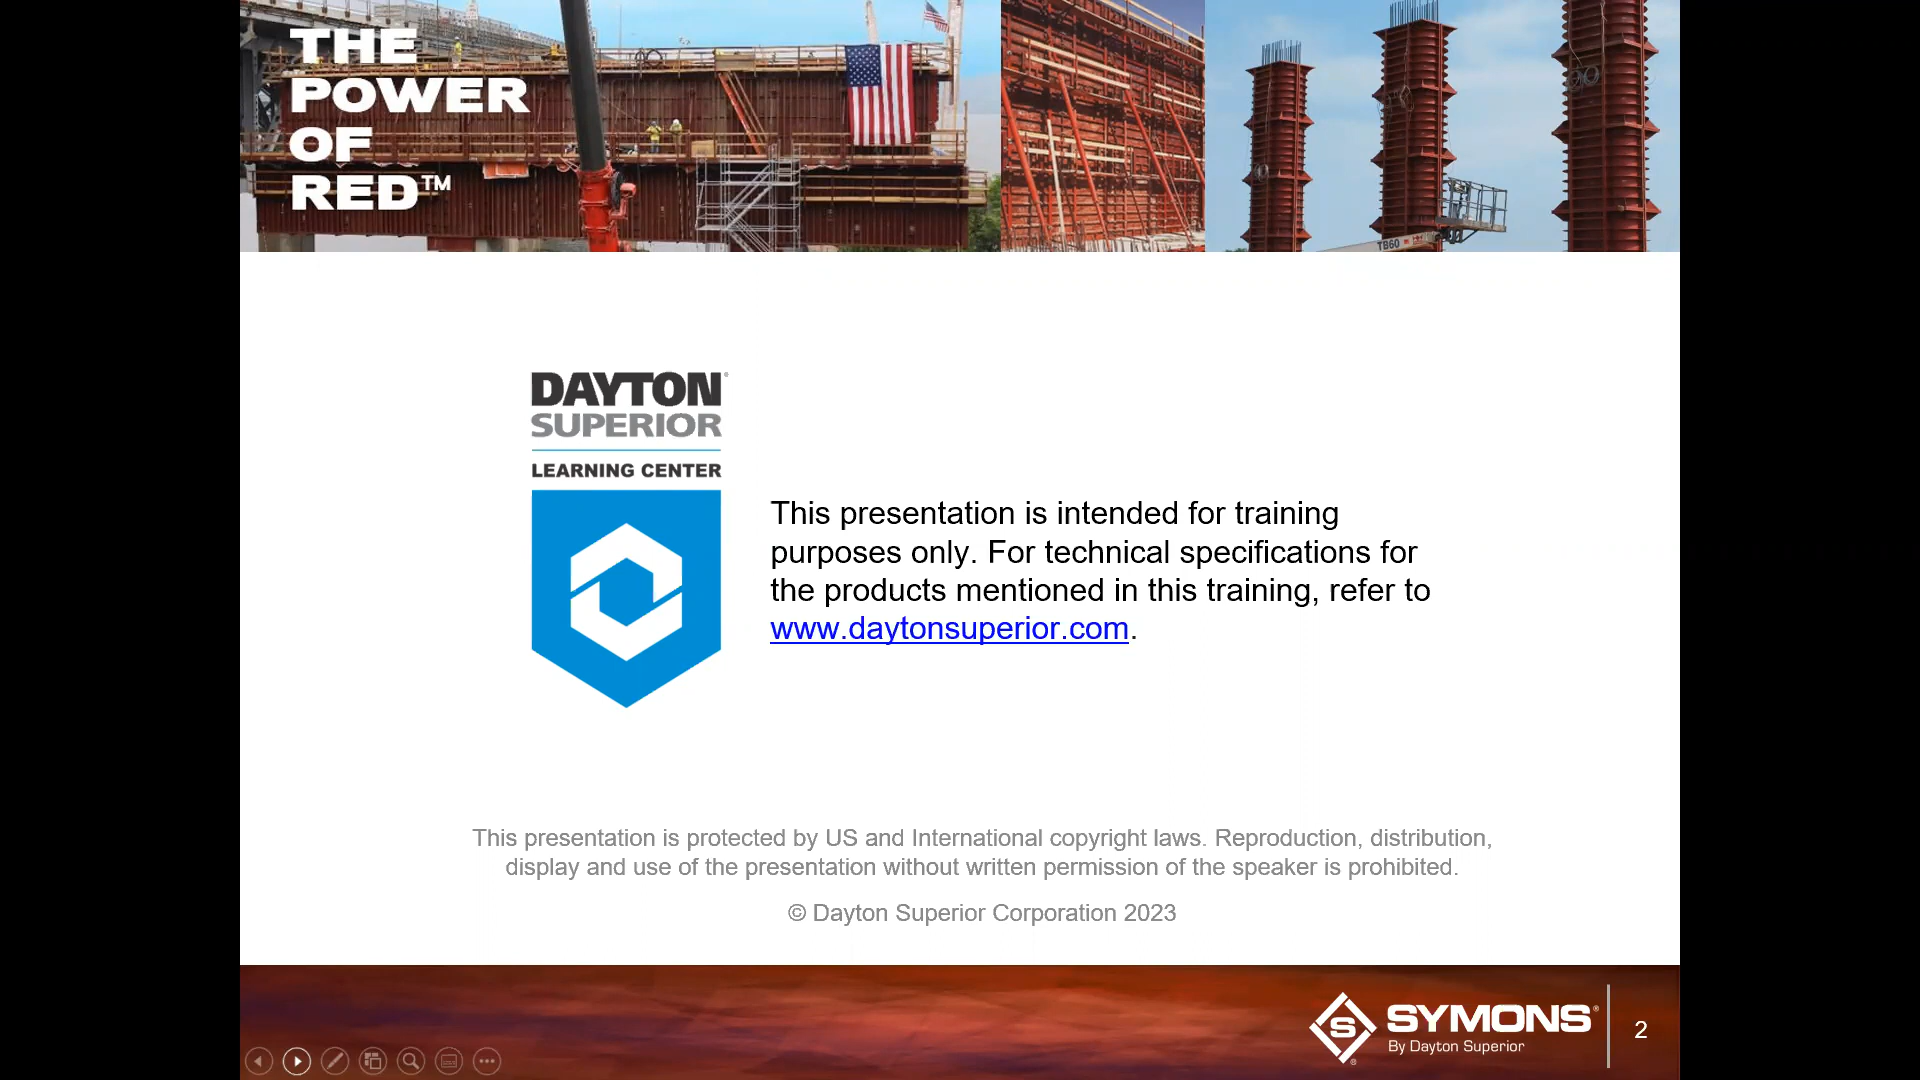 THE
POWER
OF
RED™
DAYTON®
SUPERIOR
LEARNING CENTER
This presentation is intended for training
purposes only. For technical specifications for
the products mentioned in this training, refer to
www.daytonsuperior.com.
This presentation is protected by US and International copyright laws. Reproduction, distribution,
display and use of the presentation without written permission of the speaker is prohibited.
© Dayton Superior Corporation 2023
TB60
S SYMONS®
By Dayton Superior
2